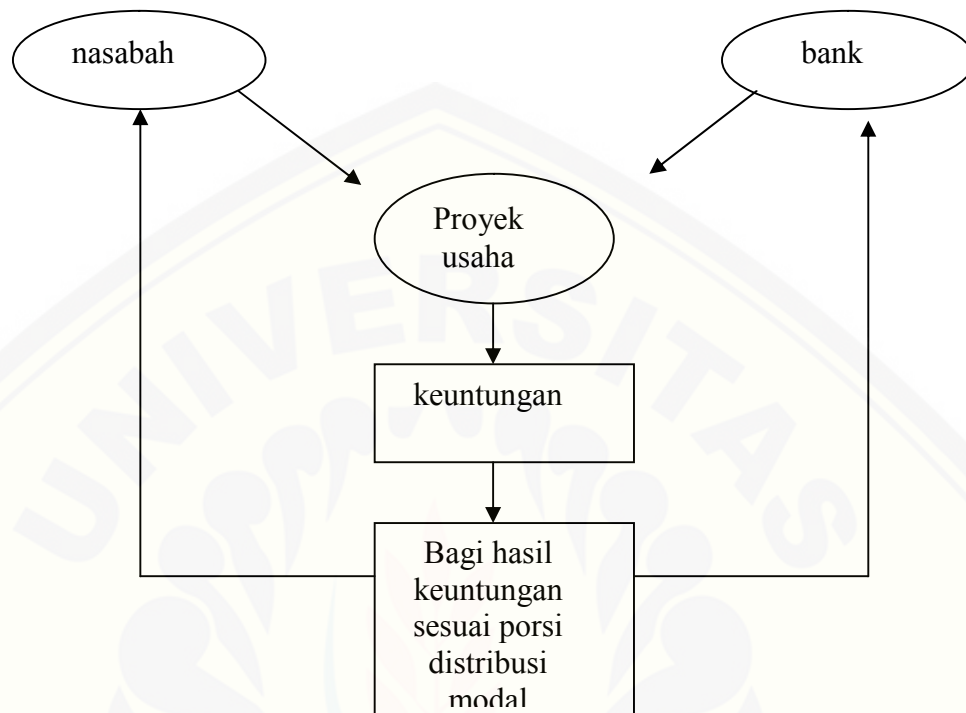 nasabah
bank
Proyek
usaha
keuntungan
Bagi hasil
keuntungan
sesuai porsi
distribusi
modal
UNIVERSITAS